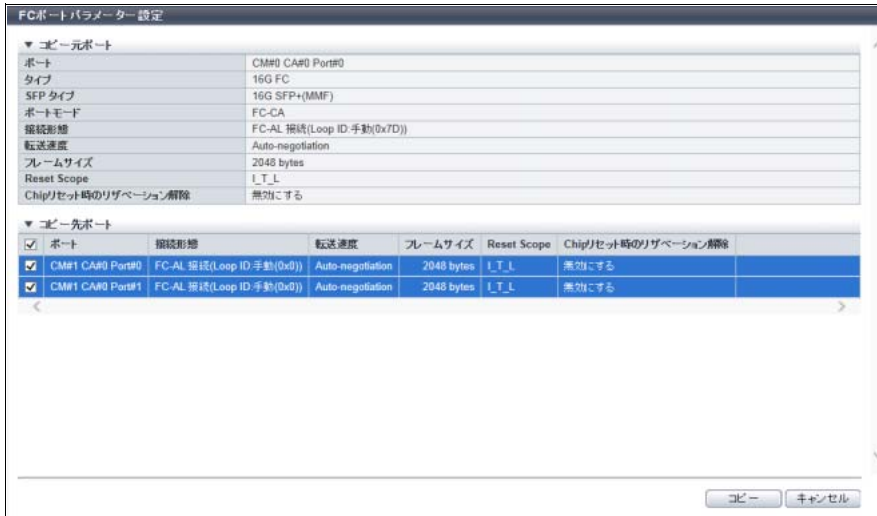 FCポートパラメーター設定
▼ コピー元ポート
ポート CM#0 CA#0 Port#0
タイプ 16G FC
SFP タイプ 16G SFP+(MMF)
ポートモード FC-CA
接続形態 FC-AL 接続(Loop ID:手動(0x7D))
転送速度 Auto-negotiation
フレームサイズ 2048 bytes
Reset Scope I_T_L
Chipリセット時のリザベーション解除 無効にする
▼ コピー先ポート
ポート 接続形態 転送速度 フレームサイズ Reset Scope Chipリセット時のリザベーション解除
CM#1 CA#0 Port#0 FC-AL 接続(Loop ID:手動(0x0)) Auto-negotiation 2048 bytes I_T_L 無効にする
CM#1 CA#0 Port#1 FC-AL 接続(Loop ID:手動(0x0)) Auto-negotiation 2048 bytes I_T_L 無効にする
コピー キャンセル